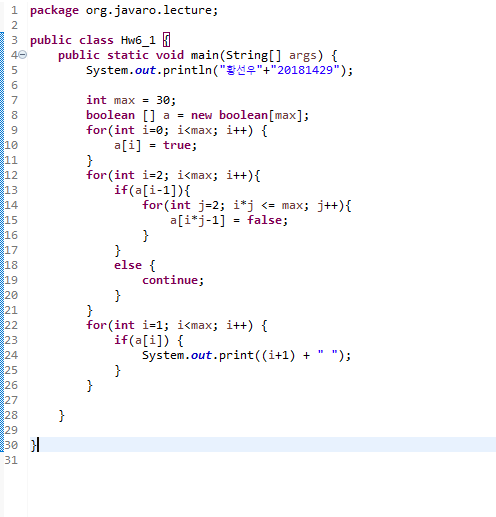 1 package org.javaro.lecture;
2
3 public class Hw6_1 {
4 public static void main(String[] args) {
5 System.out.println("황선우"+"20181429");
6
7 int max = 30;
8 boolean [] a = new boolean[max];
9 for(int i=0; i<max; i++) {
10 a[i] = true;
11 }
12 for(int i=2; i<max; i++){
13 if(a[i-1]){
14 for(int j=2; i*j <= max; j++){
15 a[i*j-1] = false;
16 }
17 }
18 else {
19 continue;
20 }
21 }
22 for(int i=1; i<max; i++) {
23 if(a[i]) {
24 System.out.print((i+1) + " ");
25 }
26 }
27
28 }
29
30 }
31